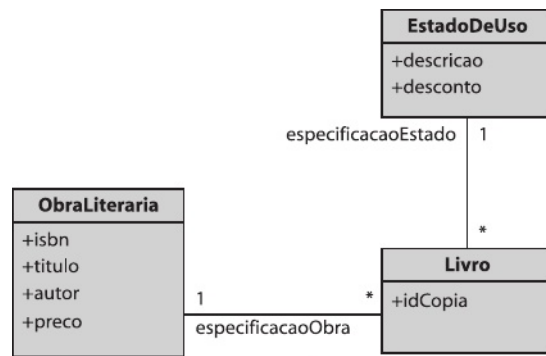 EstadoDeUso
+descricao
+desconto
especificacaoEstado 1
*
ObraLiteraria
+isbn
+titulo
+autor
+preco
1 *
especificacaoObra
Livro
+idCopia